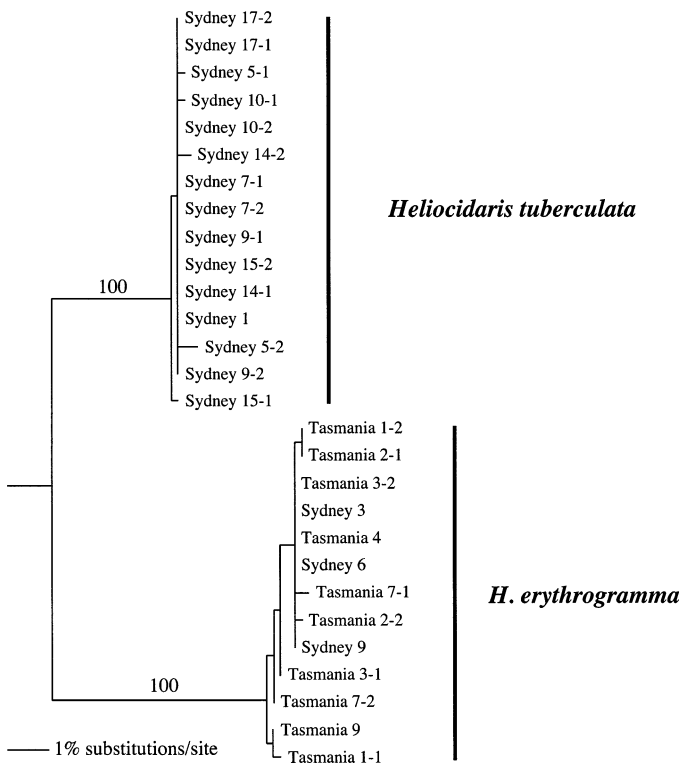 Sydney 17-2
Sydney 17-1
Sydney 5-1
Sydney 10-1
Sydney 10-2
Sydney 14-2
Sydney 7-1
Sydney 7-2
Heliocidaris tuberculata
Sydney 9-1
Sydney 15-2
Sydney 14-1
100
Sydney 1
Sydney 5-2
Sydney 9-2
Sydney 15-1
Tasmania 1-2
Tasmania 2-1
Tasmania 3-2
Sydney 3
Tasmania 4
Sydney 6
Tasmania 7-1
H. erythrogramma
Tasmania 2-2
Sydney 9
Tasmania 3-1
100
Tasmania 7-2
Tasmania 9
1% substitutions/site
Tasmania 1-1